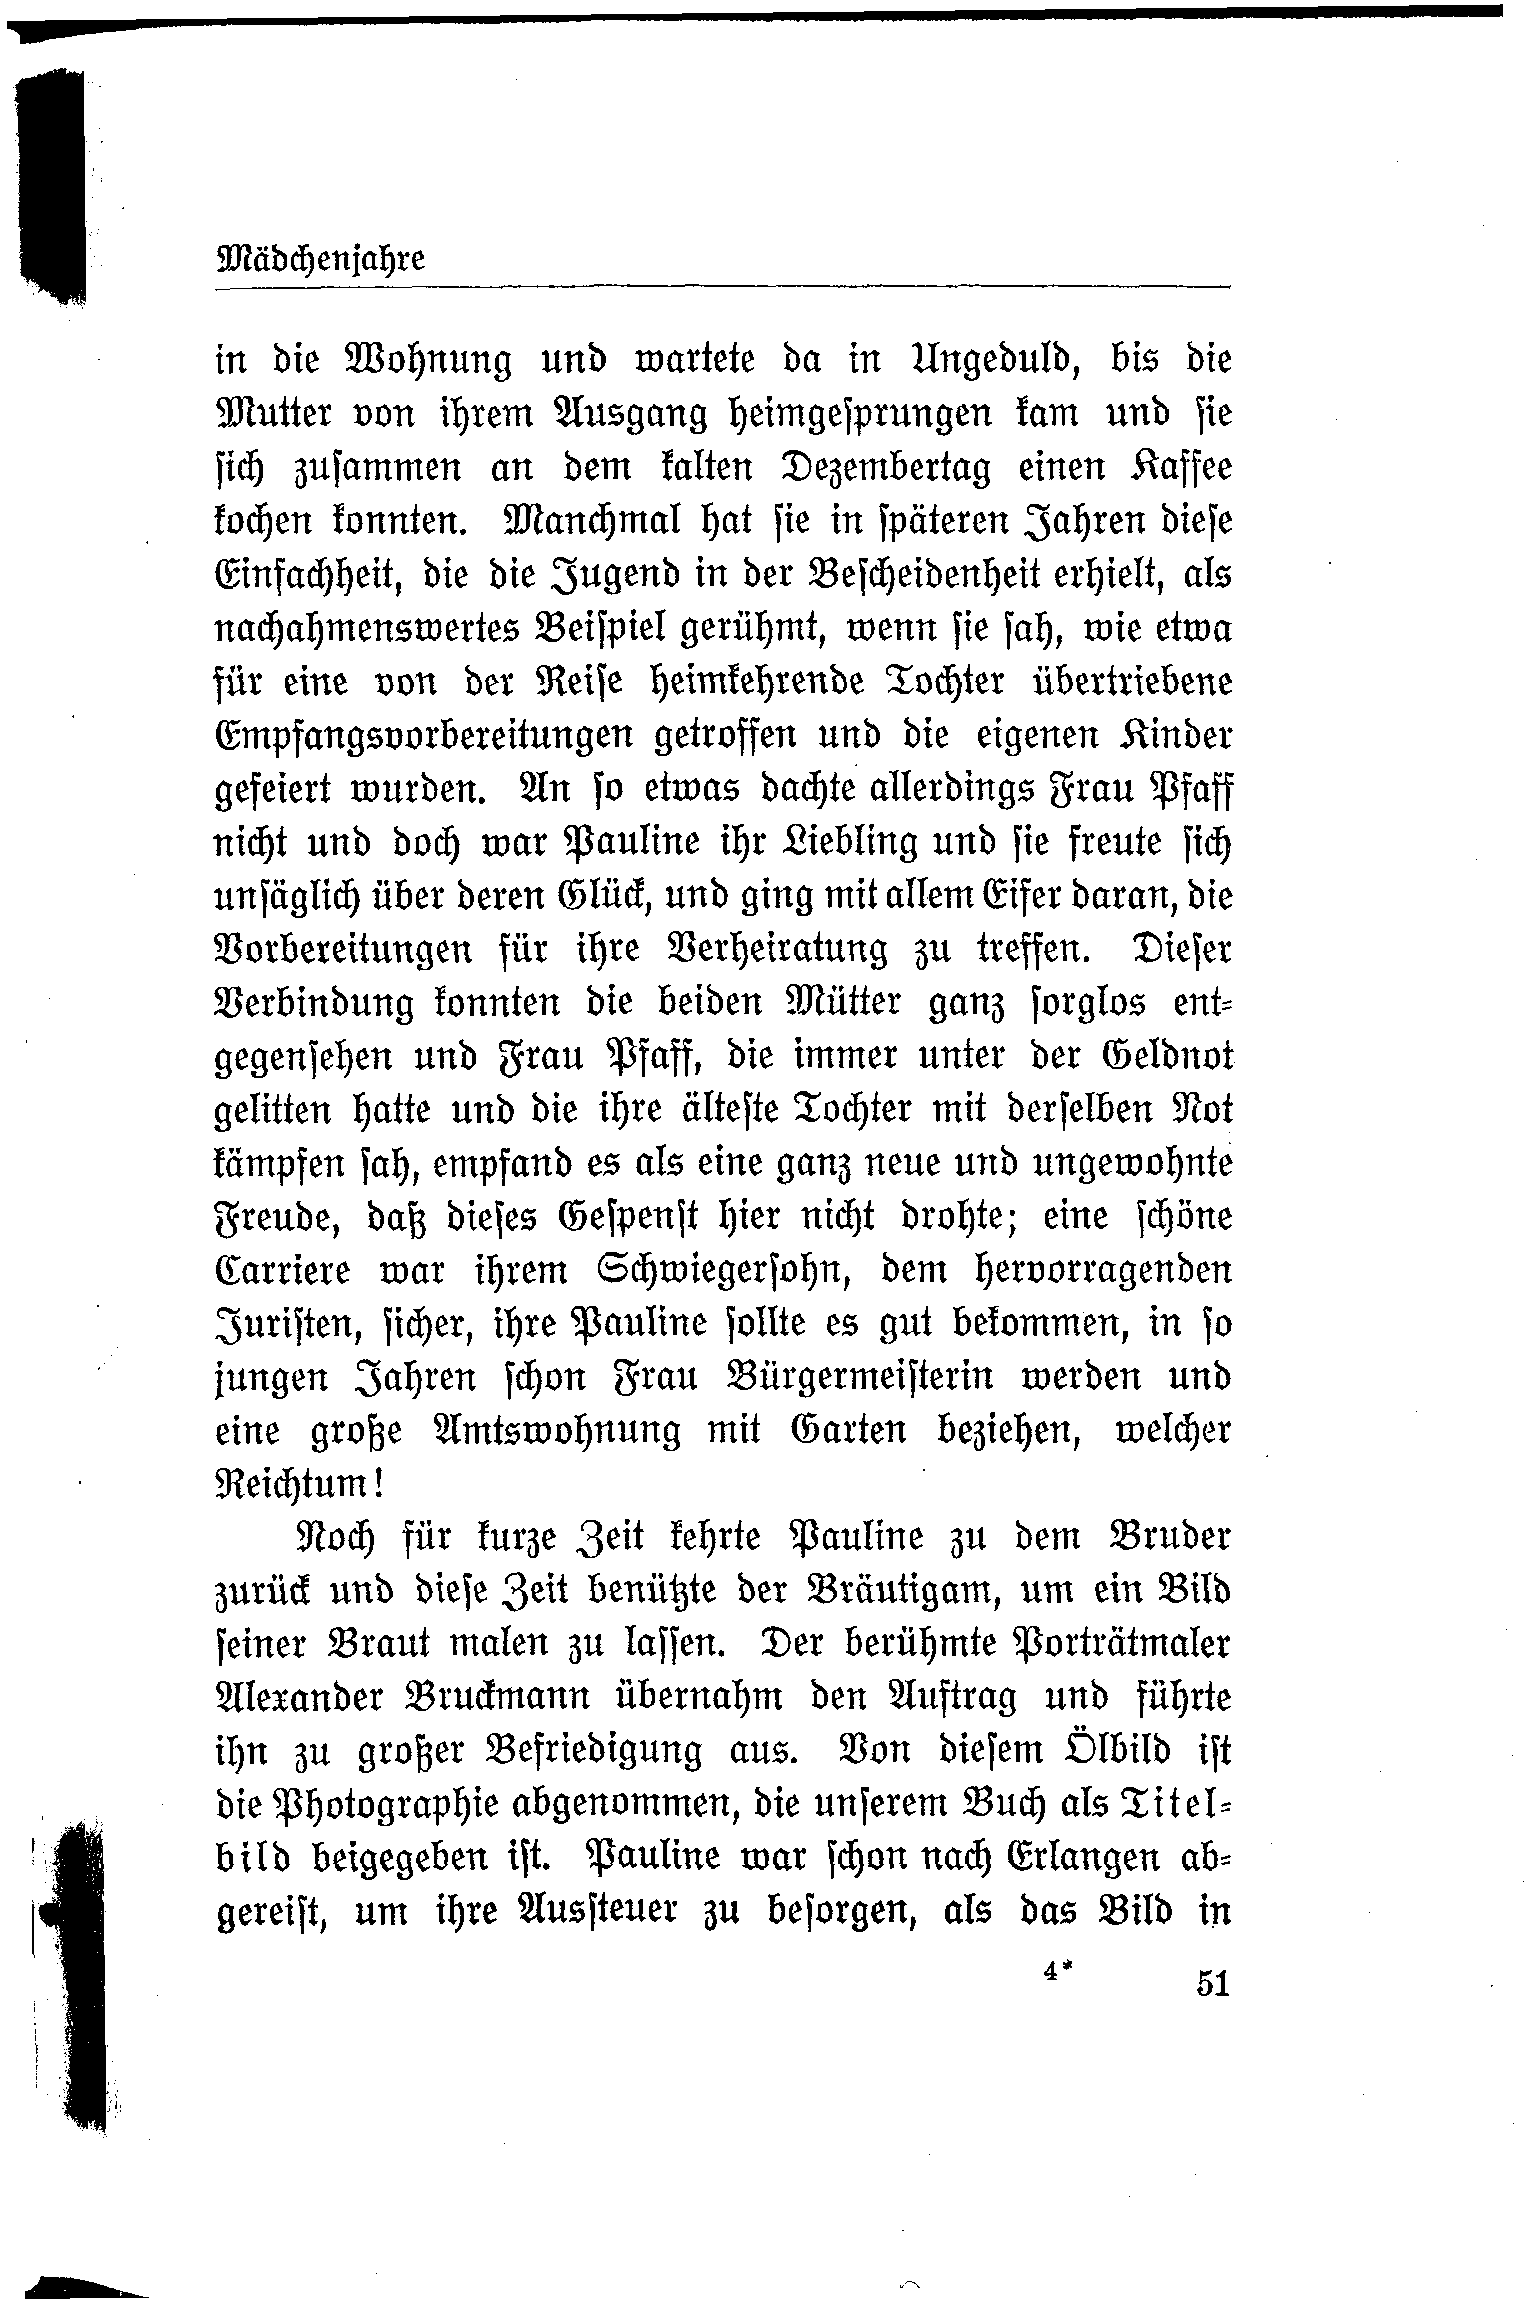 Mädchenjahre
in die Wohnung und wartete da in Ungeduld, bis die
Mutter von ihrem Ausgang heimgesprungen kam und sie
sich zusammen an dem kalten Dezembertag einen Kaffee
kochen konnten. Manchmal hat sie in späteren Jahren diese
Einfachheit, die die Jugend in der Bescheidenheit erhielt, als
nachahmenswertes Beispiel gerühmt, wenn sie sah, wie etwa
für eine von der Reise heimkehrende Tochter übertriebene
Empfangsvorbereitungen getroffen und die eigenen Kinder
gefeiert wurden. An so etwas dachte allerdings Frau Pfaff
nicht und doch war Pauline ihr Liebling und sie freute sich
unsäglich über deren Glück, und ging mit allem Eifer daran, die
Vorbereitungen für ihre Verheiratung zu treffen. Dieser
Verbindung konnten die beiden Mütter ganz sorglos ent-
gegensehen und Frau Pfaff, die immer unter der Geldnot
gelitten hatte und die ihre älteste Tochter mit derselben Not
kämpfen sah, empfand es als eine ganz neue und ungewohnte
Freude, daß dieses Gespenst hier nicht drohte; eine schöne
Carriere war ihrem Schwiegersohn, dem hervorragenden
Juristen, sicher, ihre Pauline sollte es gut bekommen, in so
jungen Jahren schon Frau Bürgermeisterin werden und
eine große Amtswohnung mit Garten beziehen, welcher
Reichtum!
Noch für kurze Zeit kehrte Pauline zu dem Bruder
zurück und diese Zeit benützte der Bräutigam, um ein Bild
seiner Braut malen zu lassen. Der berühmte Porträtmaler
Alexander Bruckmann übernahm den Auftrag und führte
ihn zu großer Befriedigung aus. Von diesem Ölbild ist
die Photographie abgenommen, die unserem Buch als Titel-
bild beigegeben ist. Pauline war schon nach Erlangen ab-
gereist, um ihre Aussteuer zu besorgen, als das Bild in
4* 51